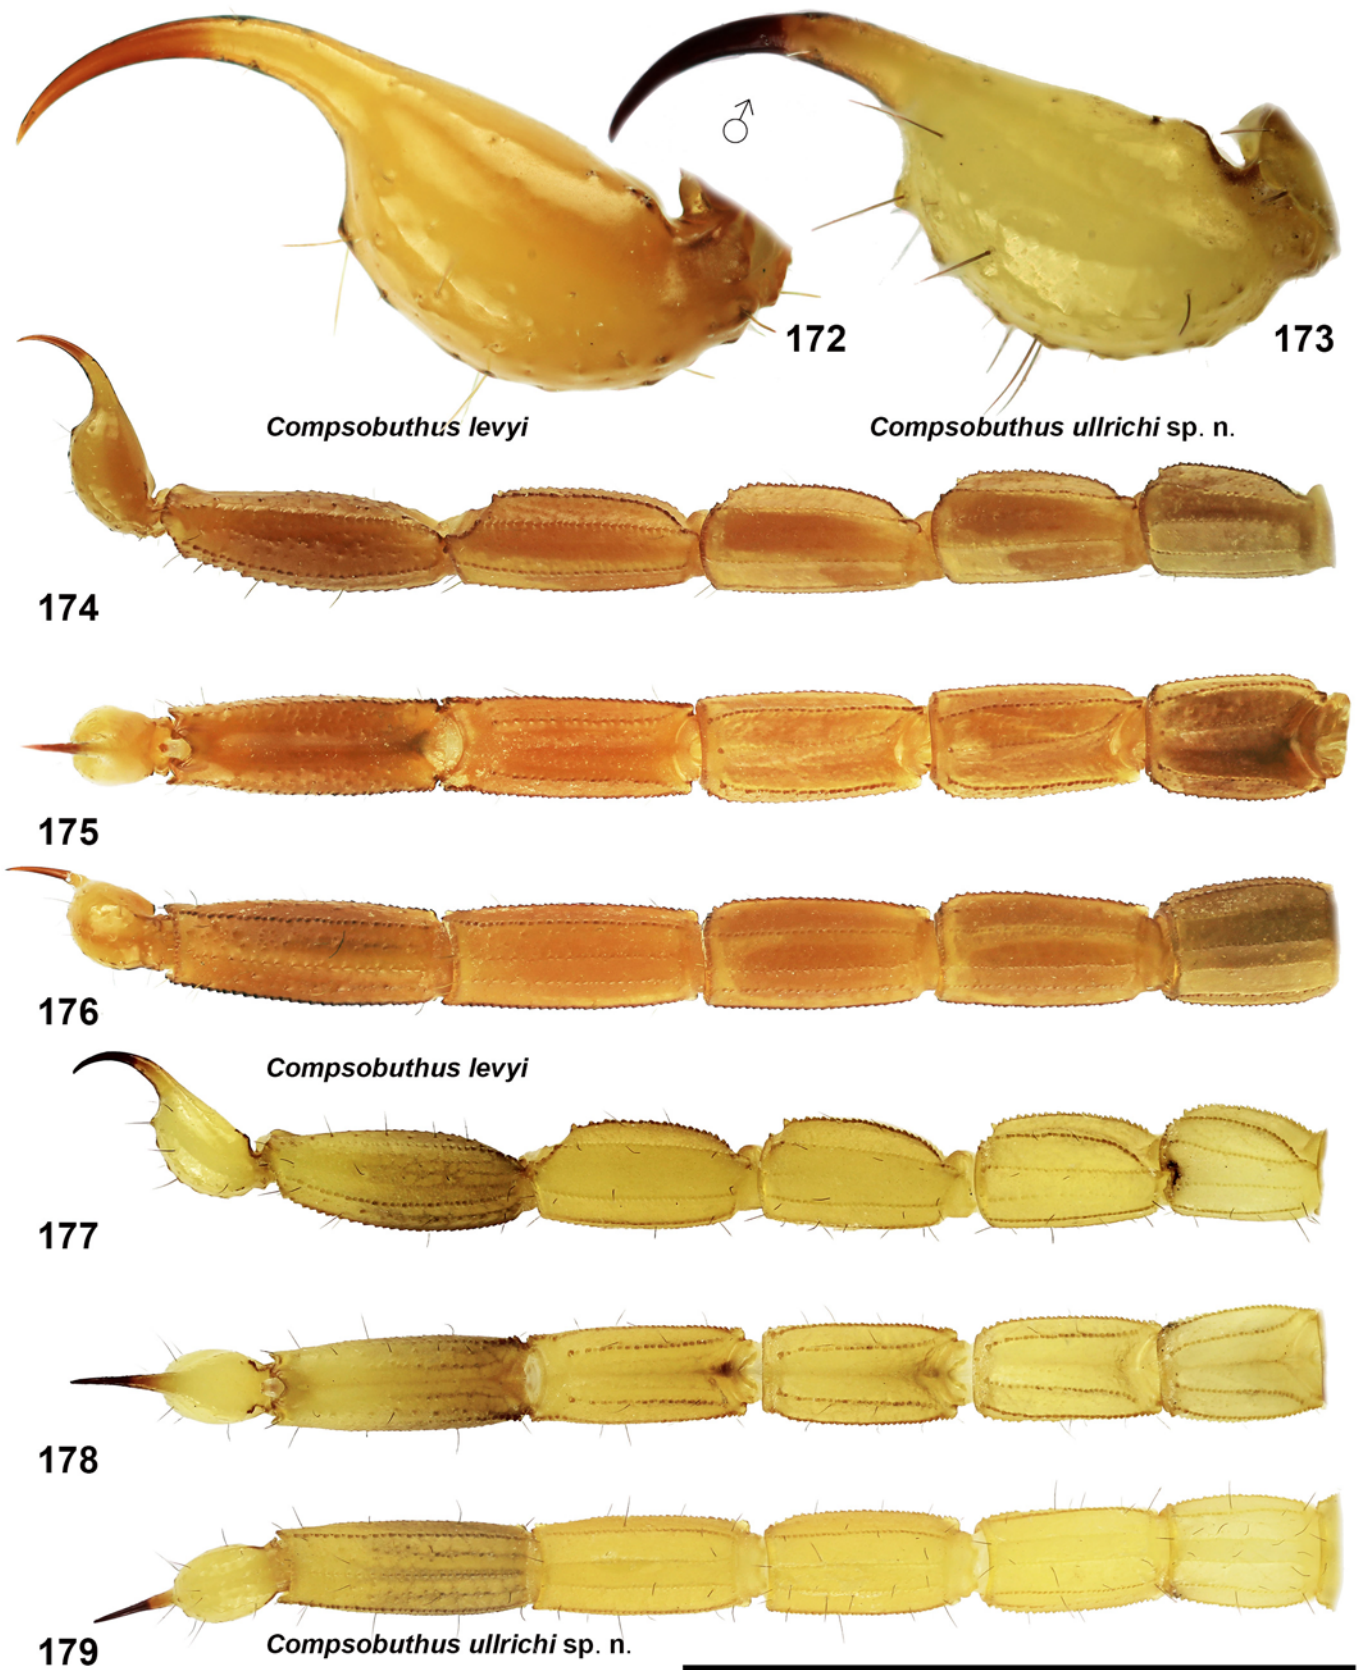 ♂
172
173
Compsobuthus levyi
Compsobuthus ullrichi sp. n.
174
175
176
Compsobuthus levyi
177
178
179
Compsobuthus ullrichi sp. n.